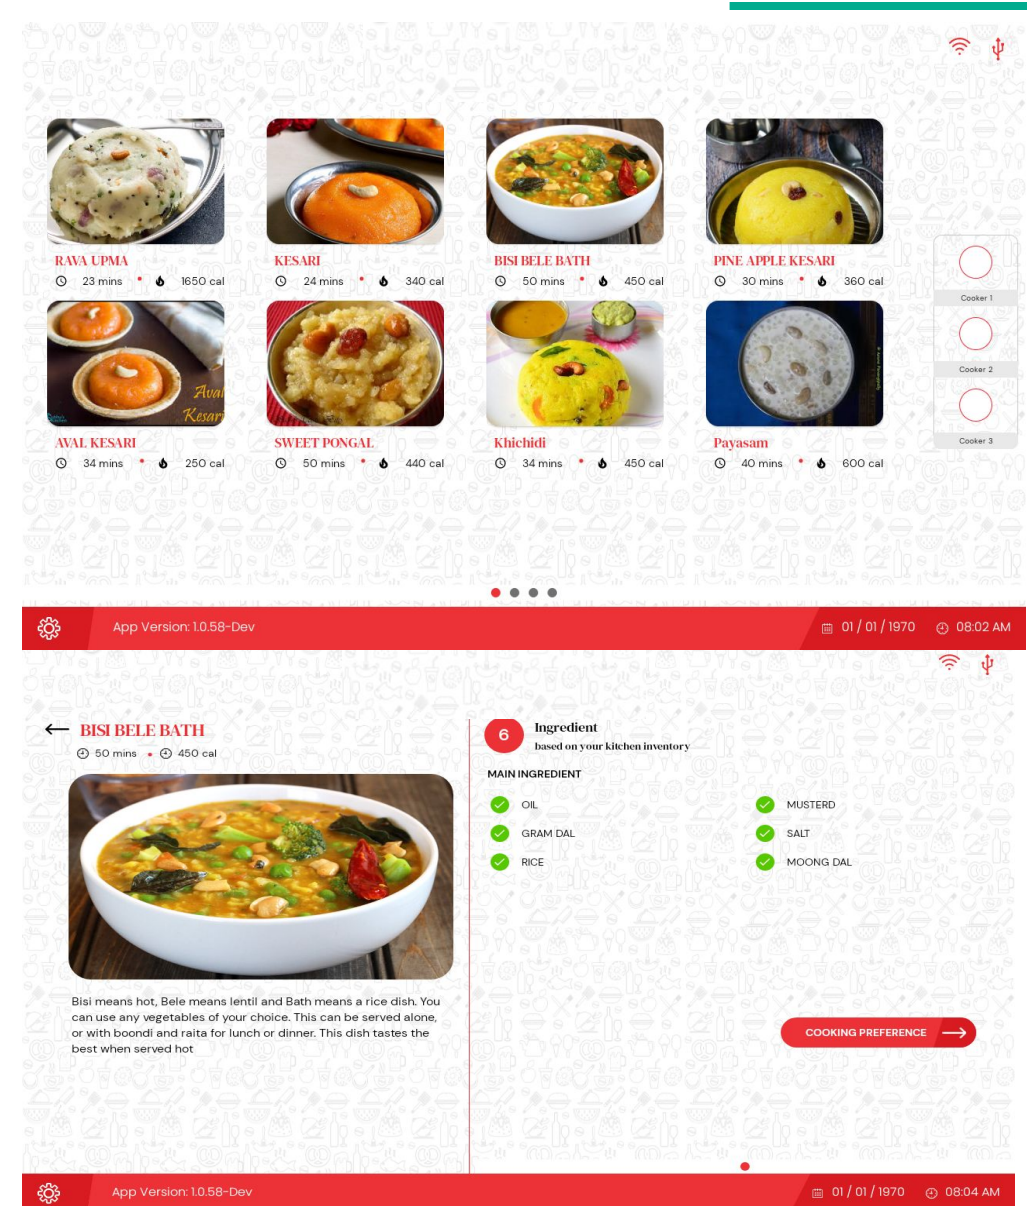 RAVA UPMA
23 mins • 1650 cal
KESARI
24 mins • 340 cal
BISI BELE BATH
50 mins • 450 cal
PINE APPLE KESARI
30 mins • 360 cal
Aval
Kesari
AVAL KESARI
34 mins • 250 cal
SWEET PONGAL
50 mins • 440 cal
Khichidi
34 mins • 450 cal
Payasam
40 mins • 600 cal
Cooker 1
Cooker 2
Cooker 3
App Version: 1.0.58-Dev
01 / 01 / 1970
08:02 AM
BISI BELE BATH
50 mins • 450 cal
Bisi means hot, Bele means lentil and Bath means a rice dish. You
can use any vegetables of your choice. This can be served alone,
or with boondi and raita for lunch or dinner. This dish tastes the
best when served hot
6
Ingredient
based on your kitchen inventory
MAIN INGREDIENT
OIL
MUSTERD
GRAM DAL
SALT
RICE
MOONG DAL
COOKING PREFERENCE
App Version: 1.0.58-Dev
01 / 01 / 1970
08:04 AM